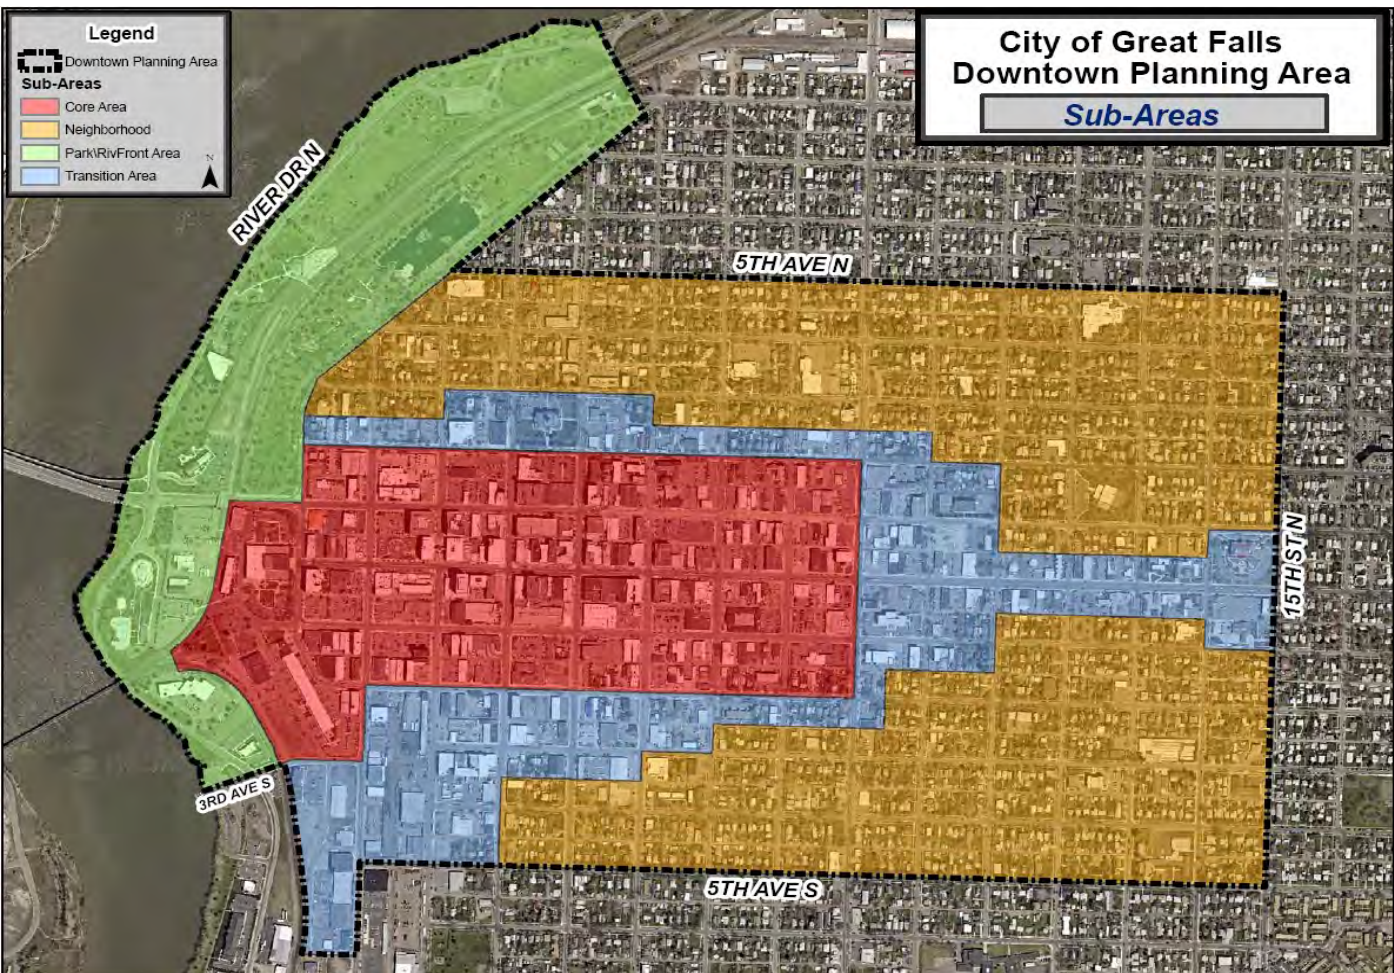 Legend
Downtown Planning Area
Sub-Areas
Core Area
Neighborhood
Park\RivFront Area
Transition Area
N
City of Great Falls
Downtown Planning Area
Sub-Areas
RIVER DR N
5TH AVE N
15TH ST N
3RD AVE S
5TH AVE S